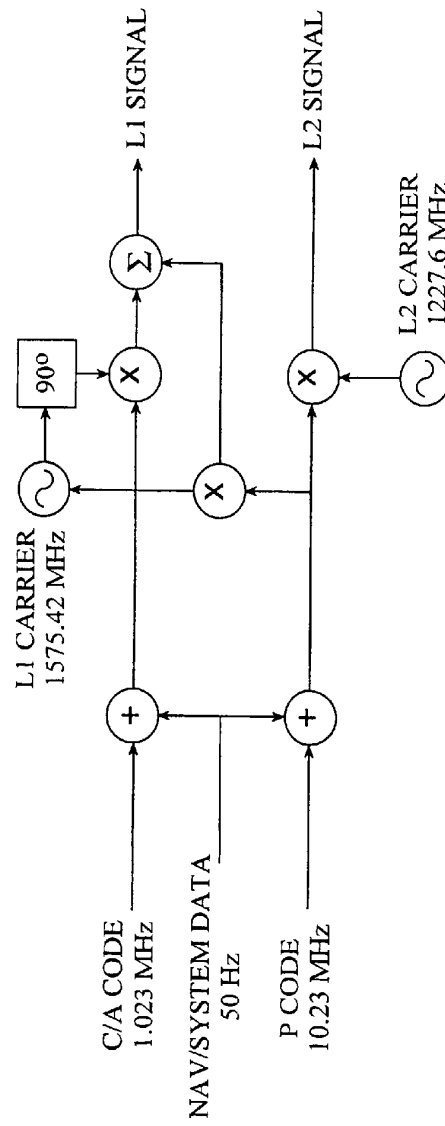 L1 CARRIER
1575.42 MHz
90º
C/A CODE
1.023 MHz
+
X
Σ
L1 SIGNAL
NAV/SYSTEM DATA
50 Hz
X
P CODE
10.23 MHz
+
X
L2 SIGNAL
L2 CARRIER
1227.6 MHz